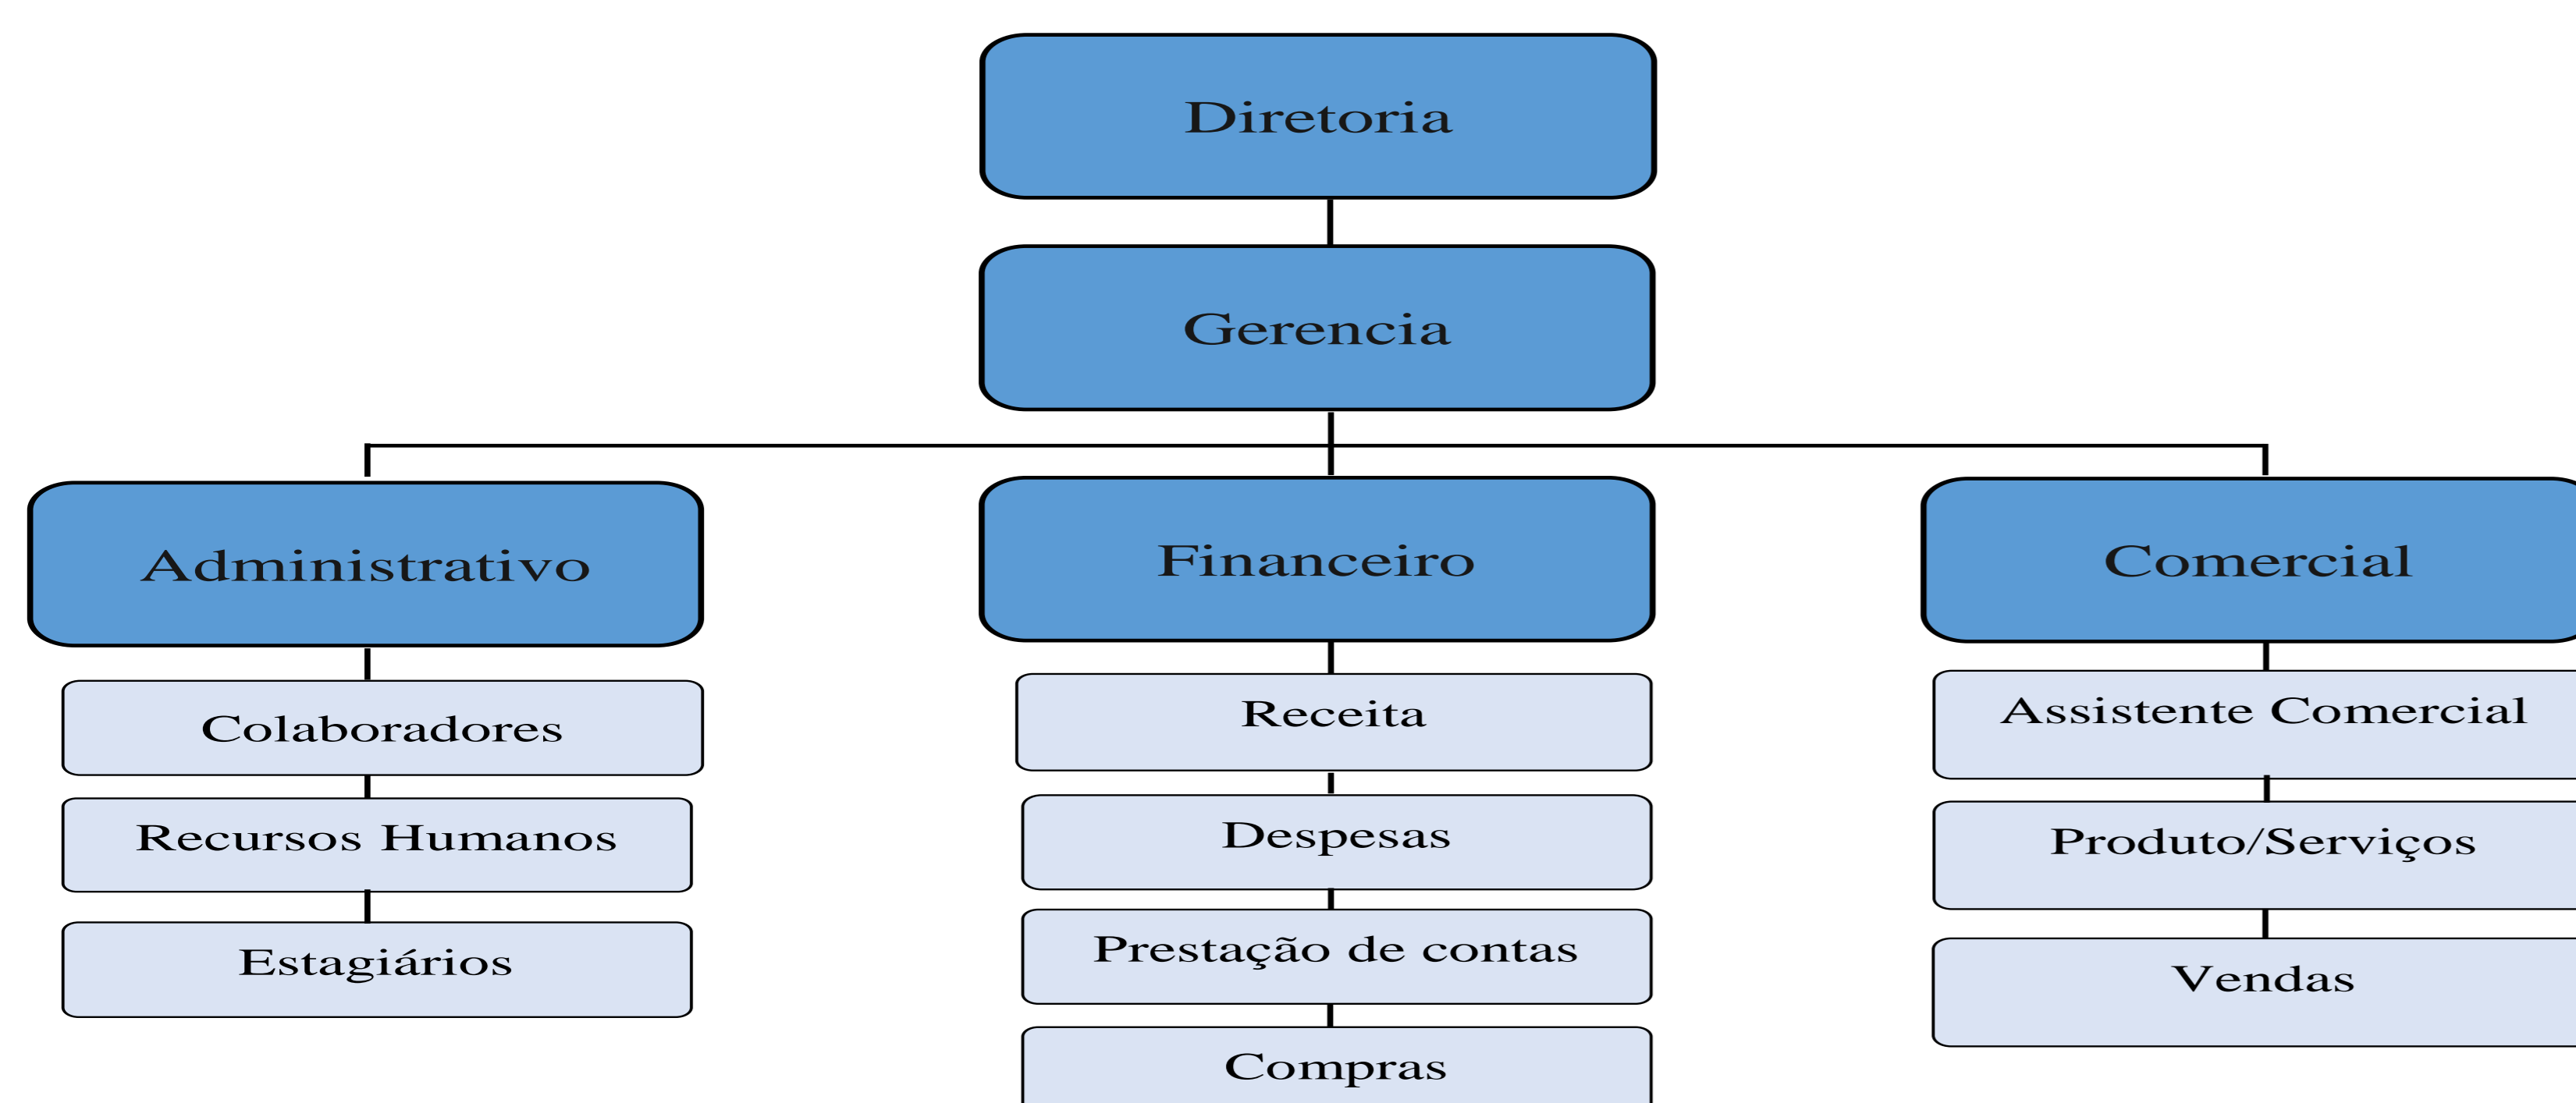 Diretoria
Gerencia
Administrativo
Financeiro
Comercial
Colaboradores
Recursos Humanos
Estagiários
Receita
Despesas
Prestação de contas
Compras
Assistente Comercial
Produto/Serviços
Vendas